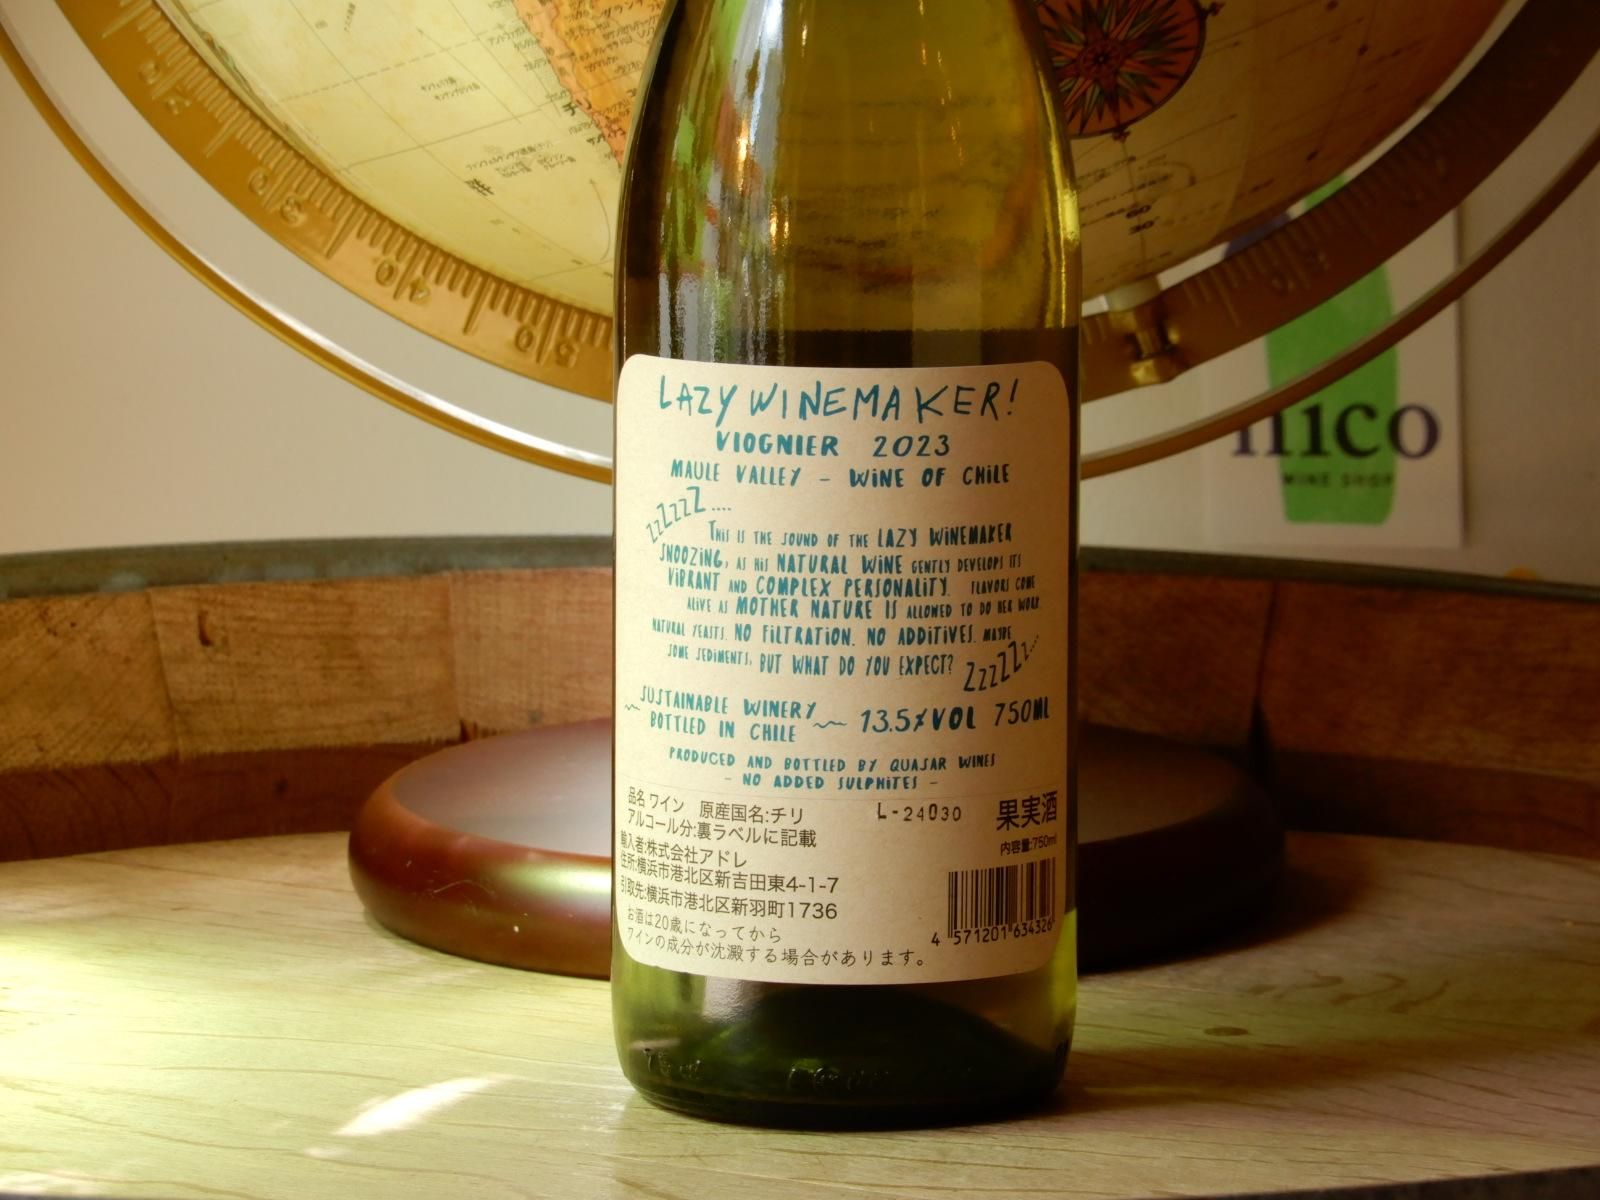 LAZY WINEMAKER!
VIOGNIER 2023
MAULE VALLEY - WINE OF CHILE
ZZZZZZ....
THIS IS THE SOUND OF THE LAZY WINEMAKER
SNOOZING, AS HIS NATURAL WINE GENTLY DEVELOPS ITS
VIBRANT AND COMPLEX PERSONALITY. FLAVORS COME
ALIVE AS MOTHER NATURE IS ALLOWED TO DO HER WORK.
NATURAL YEASTS. NO FILTRATION. NO ADDITIVES. MAYBE
SOME SEDIMENTS, BUT WHAT DO YOU EXPECT? ZZZZZZ...
SUSTAINABLE WINERY
BOTTLED IN CHILE
13.5%VOL 750ML
PRODUCED AND BOTTLED BY QUASAR WINES
- NO ADDED SULPHITES -
品名 ワイン 原産国名:チリ
アルコール分:裏ラベルに記載
輸入者:株式会社アドレ
住所:横浜市港北区新吉田東4-1-7
引取先:横浜市港北区新羽町1736
お酒は20歳になってから
ワインの成分が沈澱する場合があります。
L-24030
果実酒
内容量:750ml
4 571201 634326
nico
WINE SHOP
チリ